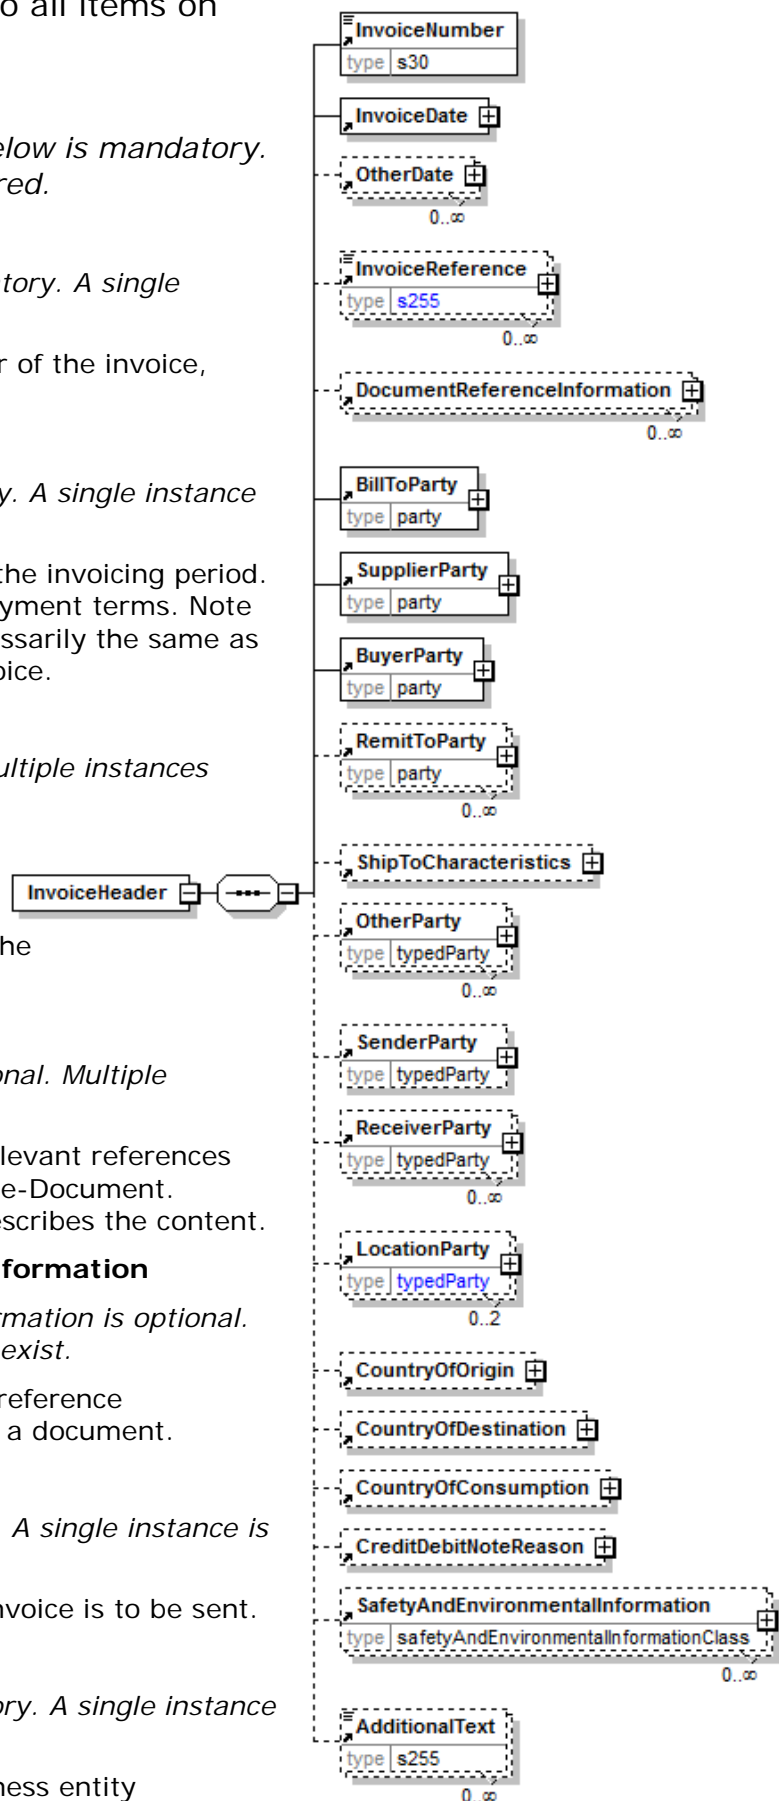 o all items on
elow is mandatory.
red.
tory. A single
r of the invoice,
y. A single instance
the invoicing period.
yment terms. Note
ssarily the same as
oice.
ultiple instances
he
onal. Multiple
levant references
e-Document.
escribes the content.
formation
rmation is optional.
exist.
reference
a document.
. A single instance is
nvoice is to be sent.
ory. A single instance
ness entity
InvoiceHeader
InvoiceNumber
type s30
InvoiceDate
OtherDate
0..∞
InvoiceReference
type s255
0..∞
DocumentReferenceInformation
0..∞
BillToParty
type party
SupplierParty
type party
BuyerParty
type party
RemitToParty
type party
0..∞
ShipToCharacteristics
OtherParty
type typedParty
0..∞
SenderParty
type typedParty
ReceiverParty
type typedParty
0..∞
LocationParty
type typedParty
0..2
CountryOfOrigin
CountryOfDestination
CountryOfConsumption
CreditDebitNoteReason
SafetyAndEnvironmentalInformation
type safetyAndEnvironmentalInformationClass
0..∞
AdditionalText
type s255
0..∞